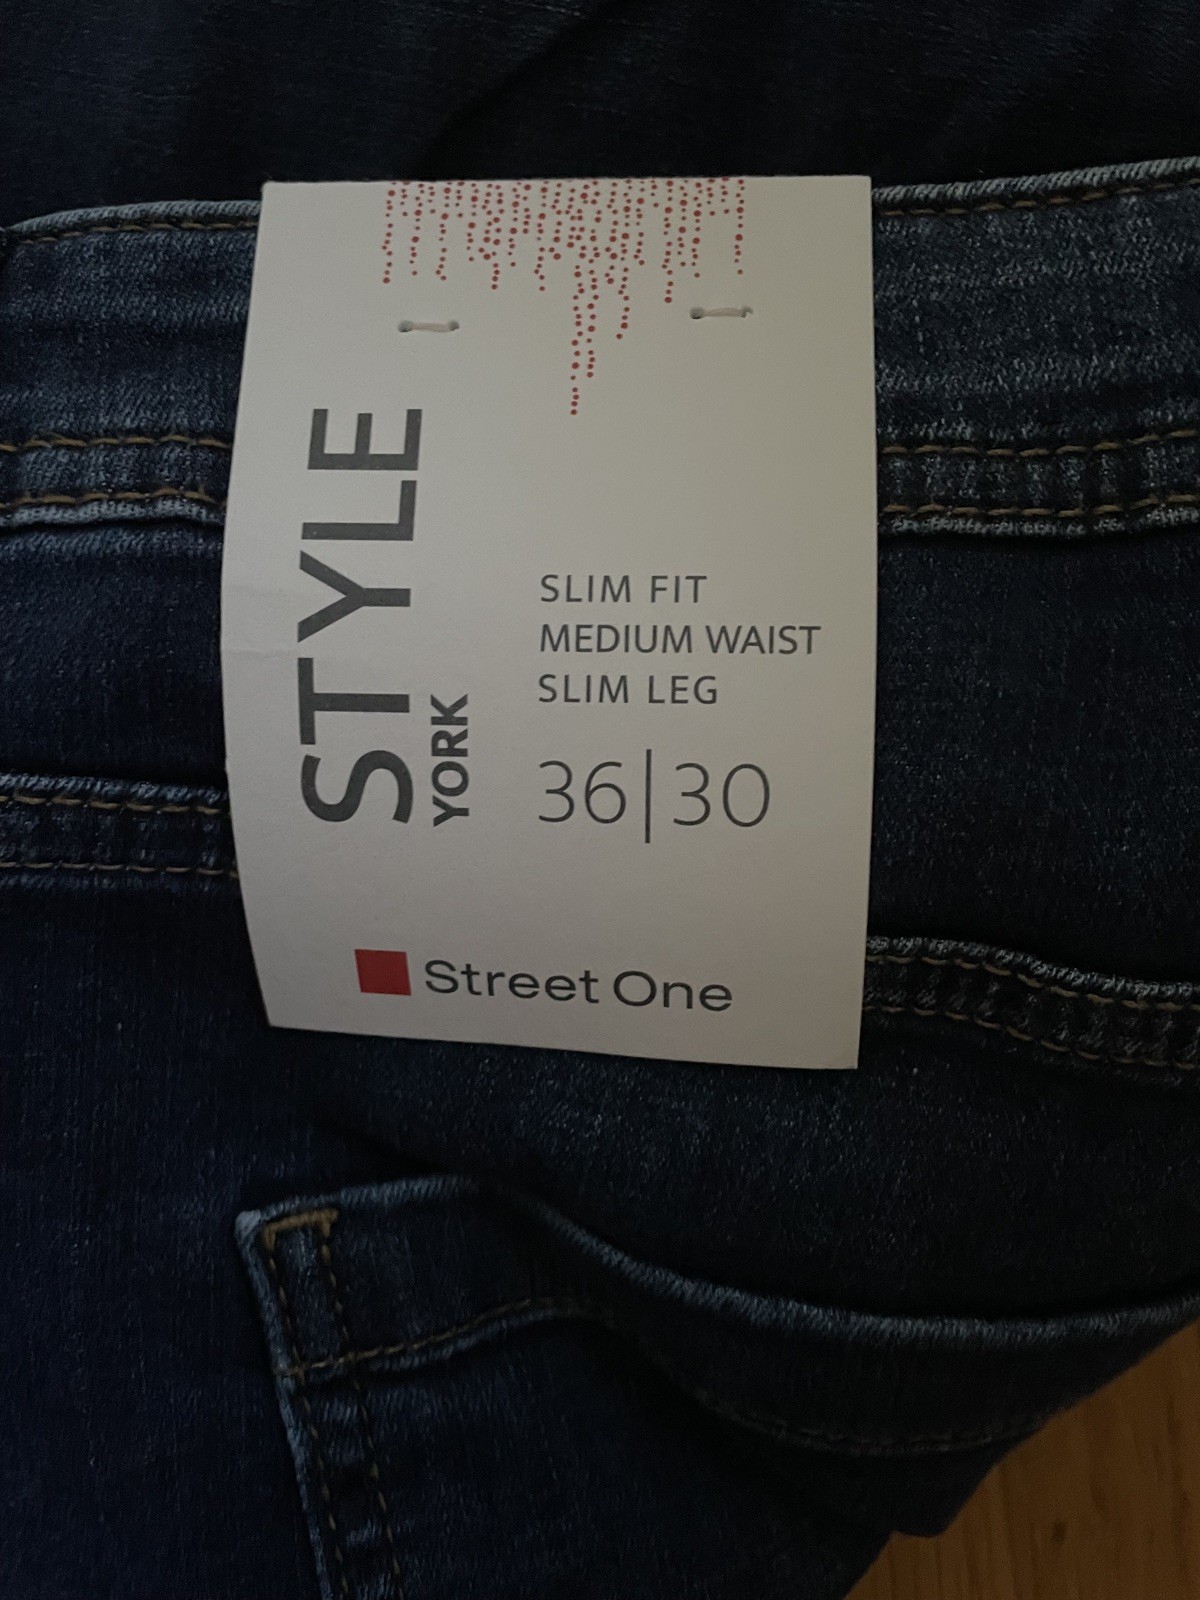 STYLE
YORK
SLIM FIT
MEDIUM WAIST
SLIM LEG
36|30
Street One